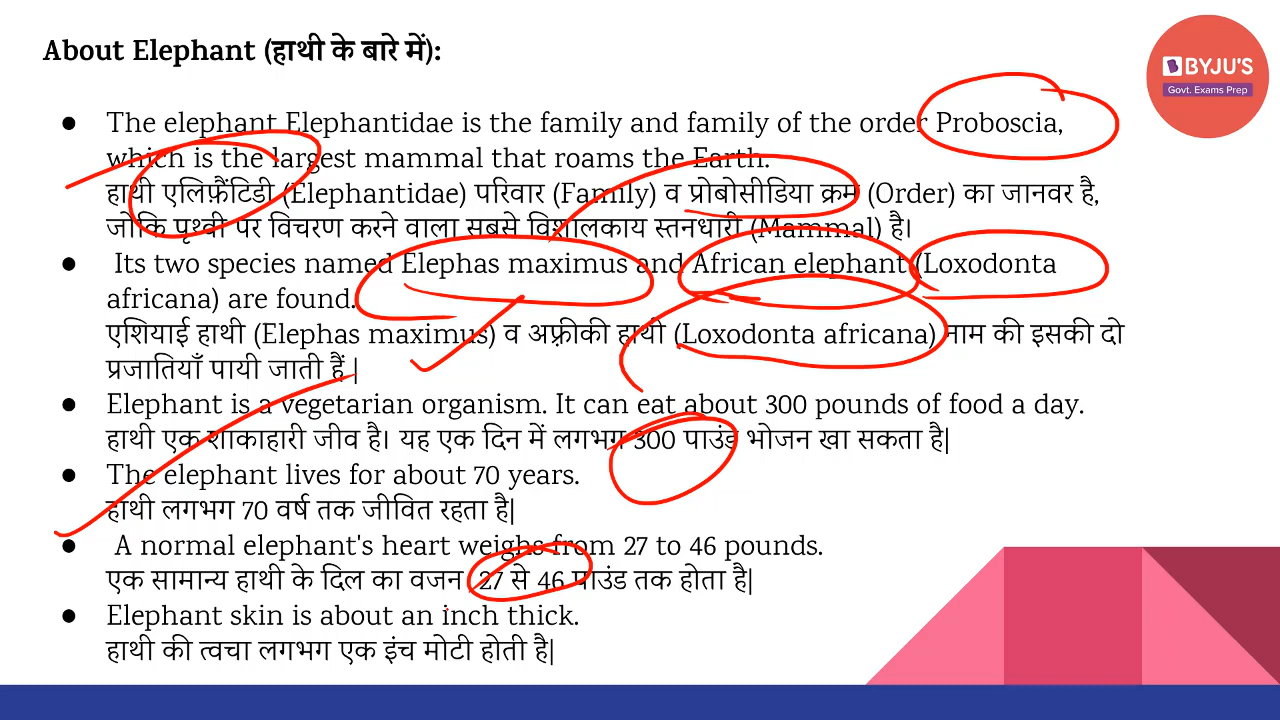 About Elephant (हाथी के बारे में):
BYJU'S
Govt. Exams Prep
● The elephant Elephantidae is the family and family of the order Proboscia,
which is the largest mammal that roams the Earth.
हाथी एलिफ़ैंटिडी (Elephantidae) परिवार (Family) व प्रोबोसीडिया क्रम (Order) का जानवर है,
जोकि पृथ्वी पर विचरण करने वाला सबसे विशालकाय स्तनधारी (Mammal) है।
● Its two species named Elephas maximus and African elephant (Loxodonta
africana) are found.
एशियाई हाथी (Elephas maximus) व अफ़्रीकी हाथी (Loxodonta africana) नाम की इसकी दो
प्रजातियाँ पायी जाती हैं |
● Elephant is a vegetarian organism. It can eat about 300 pounds of food a day.
हाथी एक शाकाहारी जीव है। यह एक दिन में लगभग 300 पाउंड भोजन खा सकता है|
● The elephant lives for about 70 years.
हाथी लगभग 70 वर्ष तक जीवित रहता है|
● A normal elephant's heart weighs from 27 to 46 pounds.
एक सामान्य हाथी के दिल का वजन 27 से 46 पाउंड तक होता है|
● Elephant skin is about an inch thick.
हाथी की त्वचा लगभग एक इंच मोटी होती है|